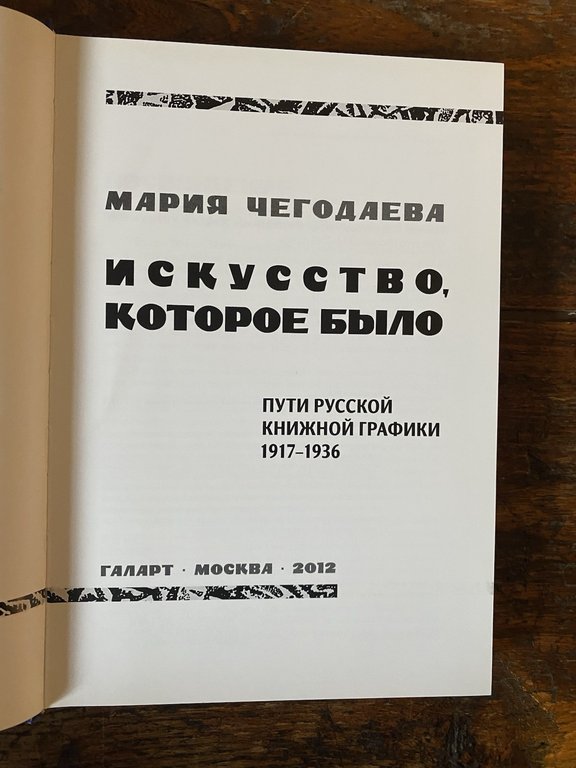 МАРИЯ ЧЕГОДАЕВА
ИСКУССТВО,
КОТОРОЕ БЫЛО
ПУТИ РУССКОЙ
КНИЖНОЙ ГРАФИКИ
1917–1936
ГАЛАРТ · МОСКВА · 2012